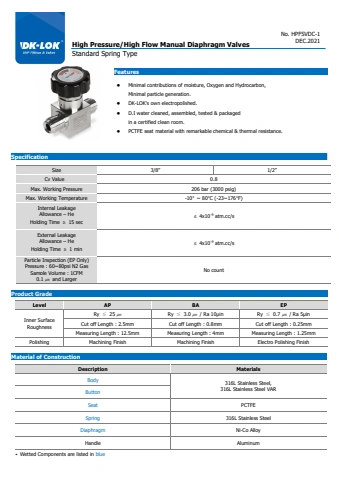 DK-LOK
UHP Fittings & Valves
No. HPFSVDC-1
DEC.2021
High Pressure/High Flow Manual Diaphragm Valves
Standard Spring Type
Features
● Minimal contributions of moisture, Oxygen and Hydrocarbon,
Minimal particle generation.
● DK-LOK's own electropolished.
● D.I water cleaned, assembled, tested & packaged
in a certified clean room.
● PCTFE seat material with remarkable chemical & thermal resistance.
Specification
Size 3/8" 1/2"
Cv Value 0.8
Max. Working Pressure 206 bar (3000 psig)
Max. Working Temperature -10° ~ 80°C (-23~176°F)
Internal Leakage
Allowance – He
Holding Time ≥ 15 sec
≤ 4x10⁻⁹ atm.cc/s
External Leakage
Allowance – He
Holding Time ≥ 1 min
≤ 4x10⁻⁹ atm.cc/s
Particle Inspection (EP Only)
Pressure : 60~80psi N2 Gas
Sample Volume : 1CFM
0.1 ㎛ and Larger
No count
Product Grade
Level AP BA EP
Inner Surface
Roughness
Ry ≤ 25 ㎛ Ry ≤ 3.0 ㎛ / Ra 10μin Ry ≤ 0.7 ㎛ / Ra 5μin
Cut off Length : 2.5mm Cut off Length : 0.8mm Cut off Length : 0.25mm
Measuring Length : 12.5mm Measuring Length : 4mm Measuring Length : 1.25mm
Polishing Machining Finish Machining Finish Electro Polishing Finish
Material of Construction
Description Materials
Body
Button
316L Stainless Steel,
316L Stainless Steel VAR
Seat PCTFE
Spring 316L Stainless Steel
Diaphragm Ni-Co Alloy
Handle Aluminum
• Wetted Components are listed in blue